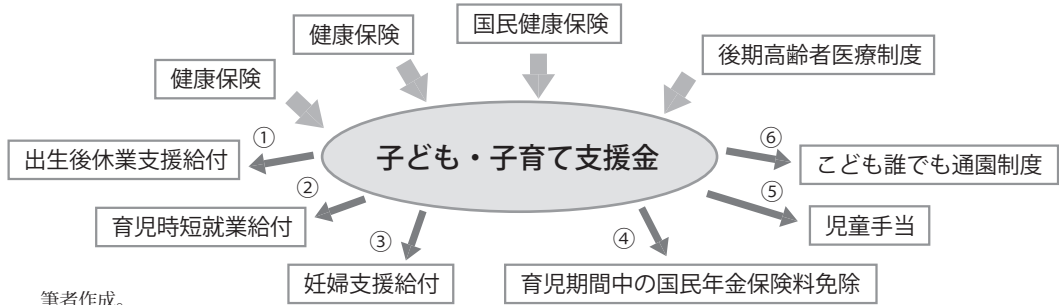 国民健康保険
健康保険
後期高齢者医療制度
健康保険
子ども・子育て支援金
①
出生後休業支援給付
⑥
こども誰でも通園制度
②
育児時短就業給付
⑤
児童手当
③
妊婦支援給付
④
育児期間中の国民年金保険料免除
筆者作成。